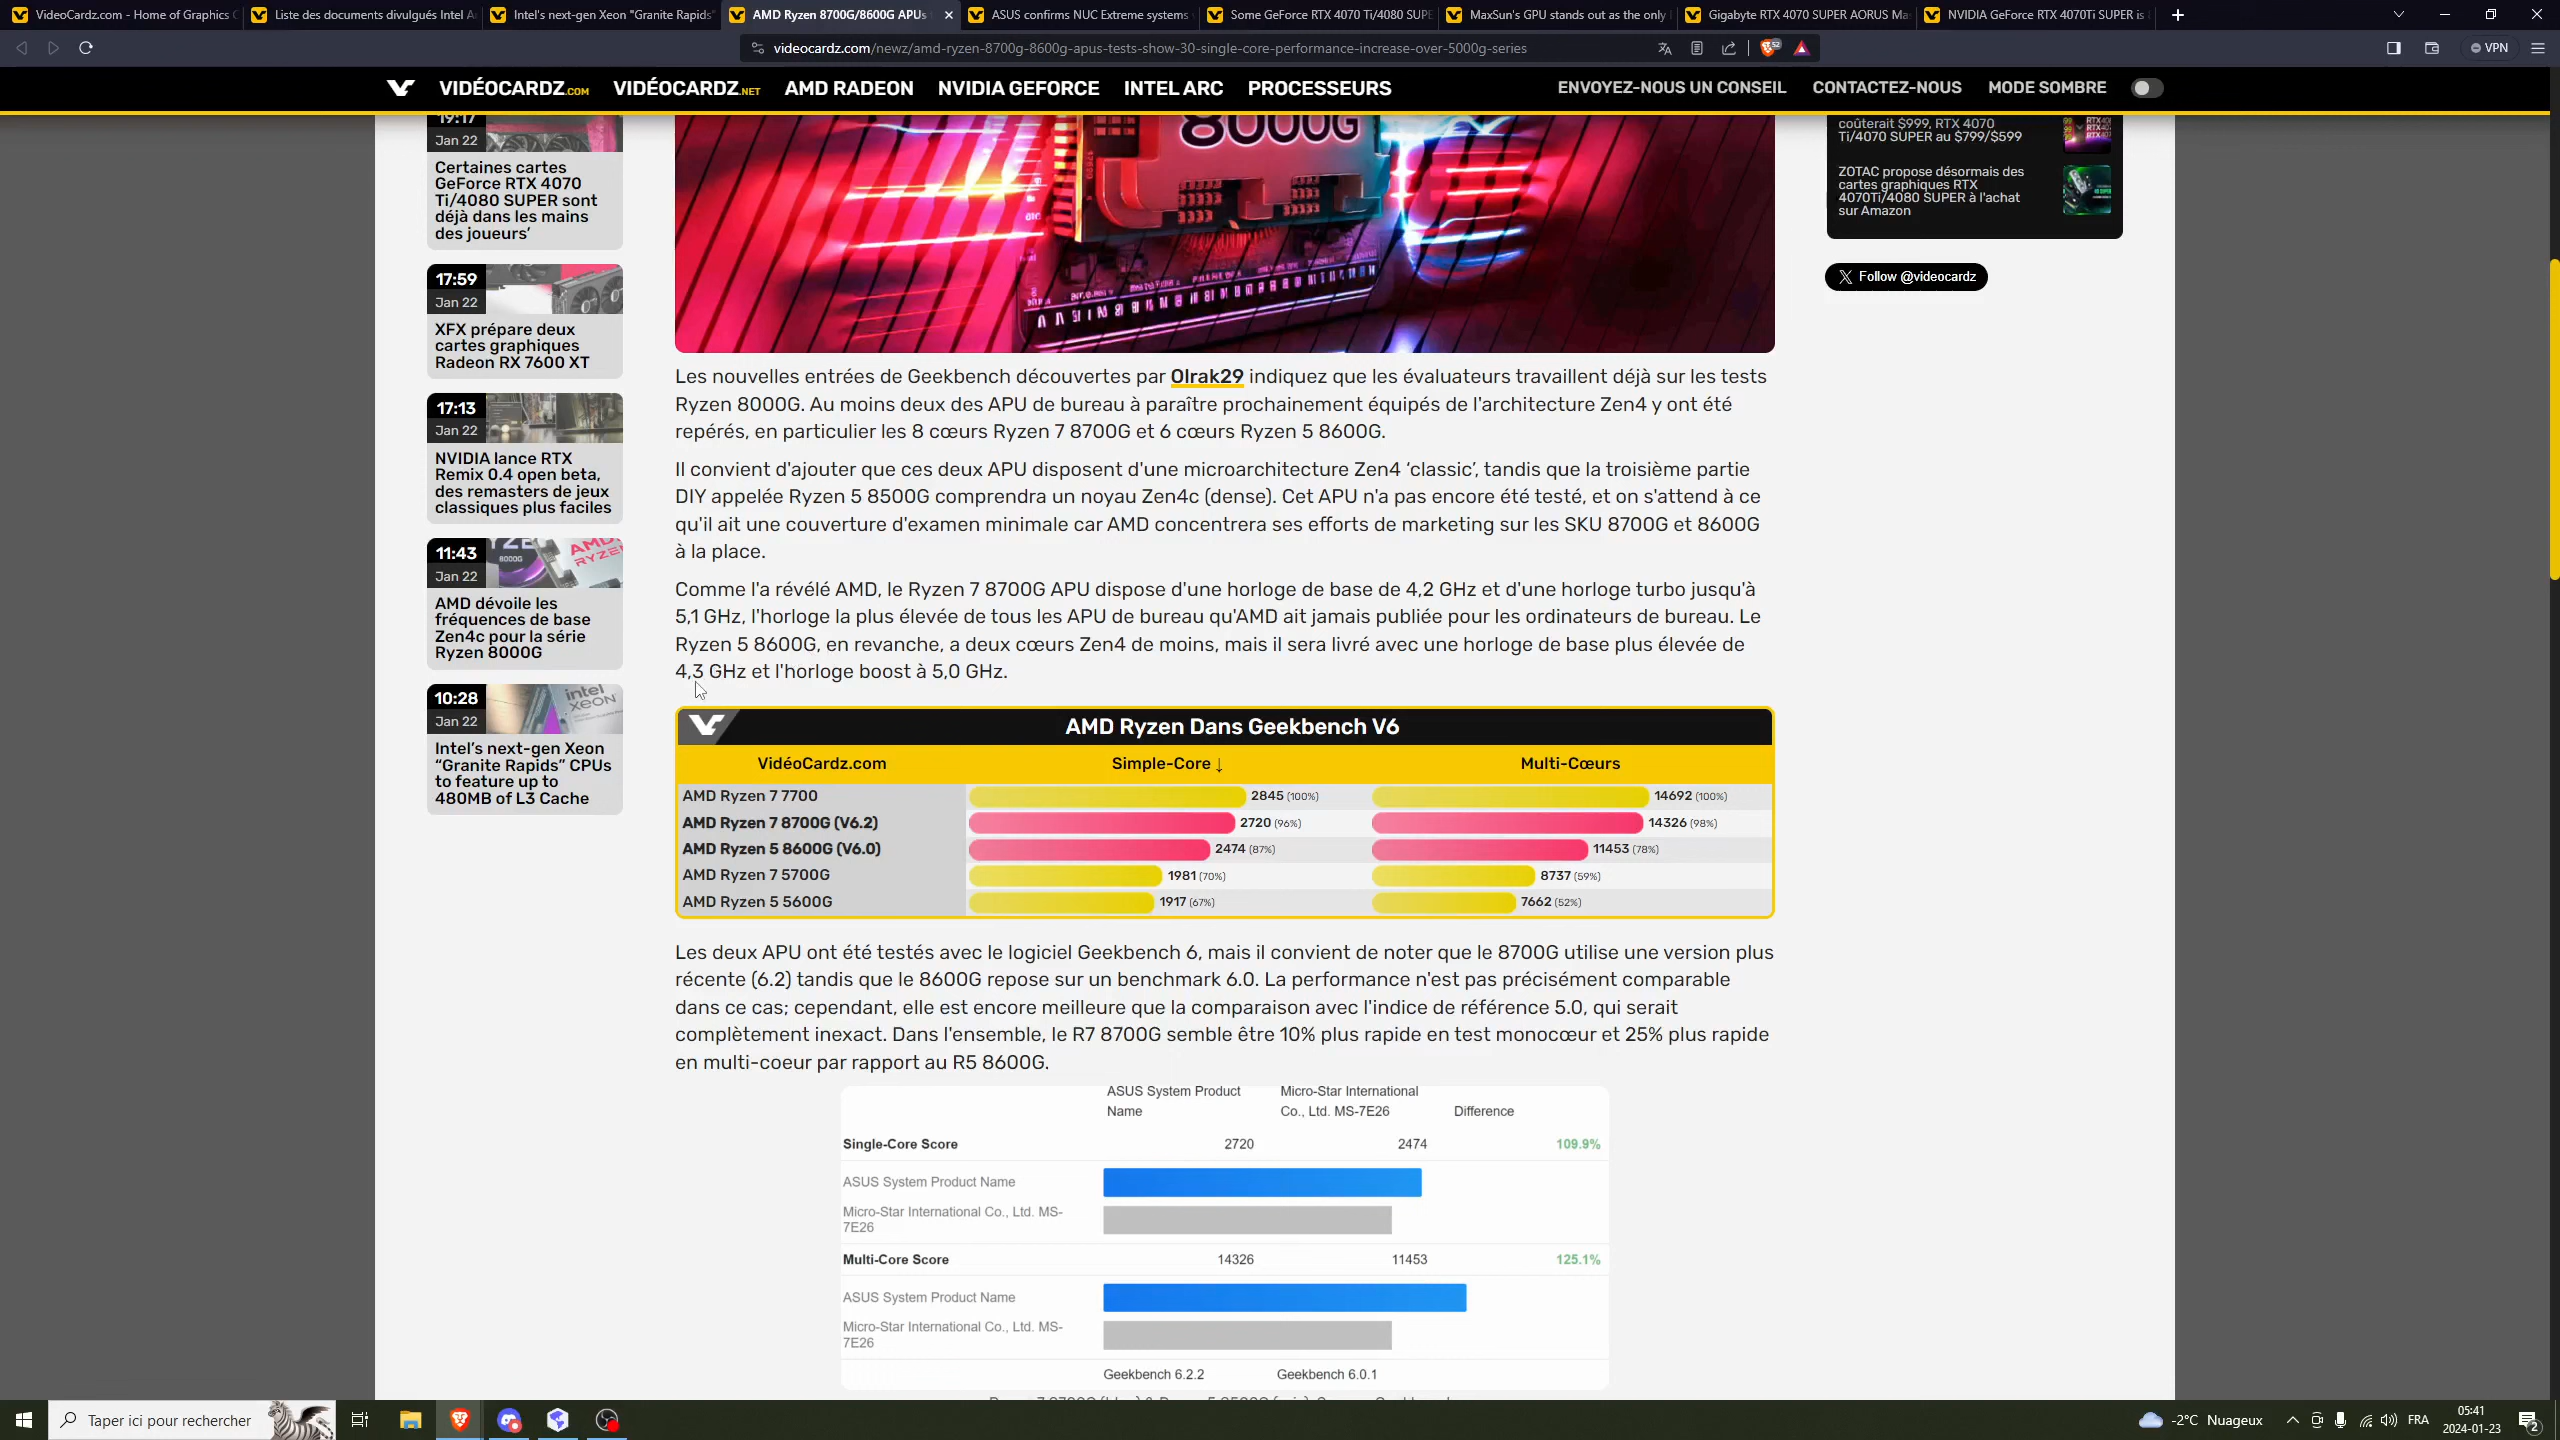 VideoCardz.com - Home of Graphics C
Liste des documents divulgués Intel A
Intel's next-gen Xeon "Granite Rapids"
AMD Ryzen 8700G/8600G APUs
ASUS confirms NUC Extreme systems
Some GeForce RTX 4070 Ti/4080 SUPE
MaxSun's GPU stands out as the only
Gigabyte RTX 4070 SUPER AORUS Ma
NVIDIA GeForce RTX 4070Ti SUPER is
videocardz.com/newz/amd-ryzen-8700g-8600g-apus-tests-show-30-single-core-performance-increase-over-5000g-series
52
VPN
VIDÉOCARDZ.COM
VIDÉOCARDZ.NET
AMD RADEON
NVIDIA GEFORCE
INTEL ARC
PROCESSEURS
ENVOYEZ-NOUS UN CONSEIL
CONTACTEZ-NOUS
MODE SOMBRE
19:17
Jan 22
Certaines cartes
GeForce RTX 4070
Ti/4080 SUPER sont
déjà dans les mains
des joueurs’
17:59
Jan 22
XFX prépare deux
cartes graphiques
Radeon RX 7600 XT
17:13
Jan 22
NVIDIA lance RTX
Remix 0.4 open beta,
des remasters de jeux
classiques plus faciles
11:43
Jan 22
AMD dévoile les
fréquences de base
Zen4c pour la série
Ryzen 8000G
10:28
Jan 22
Intel’s next-gen Xeon
“Granite Rapids” CPUs
to feature up to
480MB of L3 Cache
8000G
coûterait $999, RTX 4070
Ti/4070 SUPER au $799/$599
ZOTAC propose désormais des
cartes graphiques RTX
4070Ti/4080 SUPER à l'achat
sur Amazon
Follow @videocardz
Les nouvelles entrées de Geekbench découvertes par Olrak29 indiquez que les évaluateurs travaillent déjà sur les tests
Ryzen 8000G. Au moins deux des APU de bureau à paraître prochainement équipés de l'architecture Zen4 y ont été
repérés, en particulier les 8 cœurs Ryzen 7 8700G et 6 cœurs Ryzen 5 8600G.
Il convient d'ajouter que ces deux APU disposent d'une microarchitecture Zen4 ‘classic’, tandis que la troisième partie
DIY appelée Ryzen 5 8500G comprendra un noyau Zen4c (dense). Cet APU n'a pas encore été testé, et on s'attend à ce
qu'il ait une couverture d'examen minimale car AMD concentrera ses efforts de marketing sur les SKU 8700G et 8600G
à la place.
Comme l'a révélé AMD, le Ryzen 7 8700G APU dispose d'une horloge de base de 4,2 GHz et d'une horloge turbo jusqu'à
5,1 GHz, l'horloge la plus élevée de tous les APU de bureau qu'AMD ait jamais publiée pour les ordinateurs de bureau. Le
Ryzen 5 8600G, en revanche, a deux cœurs Zen4 de moins, mais il sera livré avec une horloge de base plus élevée de
4,3 GHz et l'horloge boost à 5,0 GHz.
AMD Ryzen Dans Geekbench V6
VidéoCardz.com Simple-Core ↓ Multi-Cœurs
AMD Ryzen 7 7700 2845 (100%) 14692 (100%)
AMD Ryzen 7 8700G (V6.2) 2720 (96%) 14326 (98%)
AMD Ryzen 5 8600G (V6.0) 2474 (87%) 11453 (78%)
AMD Ryzen 7 5700G 1981 (70%) 8737 (59%)
AMD Ryzen 5 5600G 1917 (67%) 7662 (52%)
Les deux APU ont été testés avec le logiciel Geekbench 6, mais il convient de noter que le 8700G utilise une version plus
récente (6.2) tandis que le 8600G repose sur un benchmark 6.0. La performance n'est pas précisément comparable
dans ce cas; cependant, elle est encore meilleure que la comparaison avec l'indice de référence 5.0, qui serait
complètement inexact. Dans l'ensemble, le R7 8700G semble être 10% plus rapide en test monocœur et 25% plus rapide
en multi-coeur par rapport au R5 8600G.
ASUS System Product
Name
Micro-Star International
Co., Ltd. MS-7E26
Difference
Single-Core Score 2720 2474 109.9%
ASUS System Product Name
Micro-Star International Co., Ltd. MS-
7E26
Multi-Core Score 14326 11453 125.1%
ASUS System Product Name
Micro-Star International Co., Ltd. MS-
7E26
Geekbench 6.2.2 Geekbench 6.0.1
Taper ici pour rechercher
-2°C Nuageux
FRA
05:41
2024-01-23
2